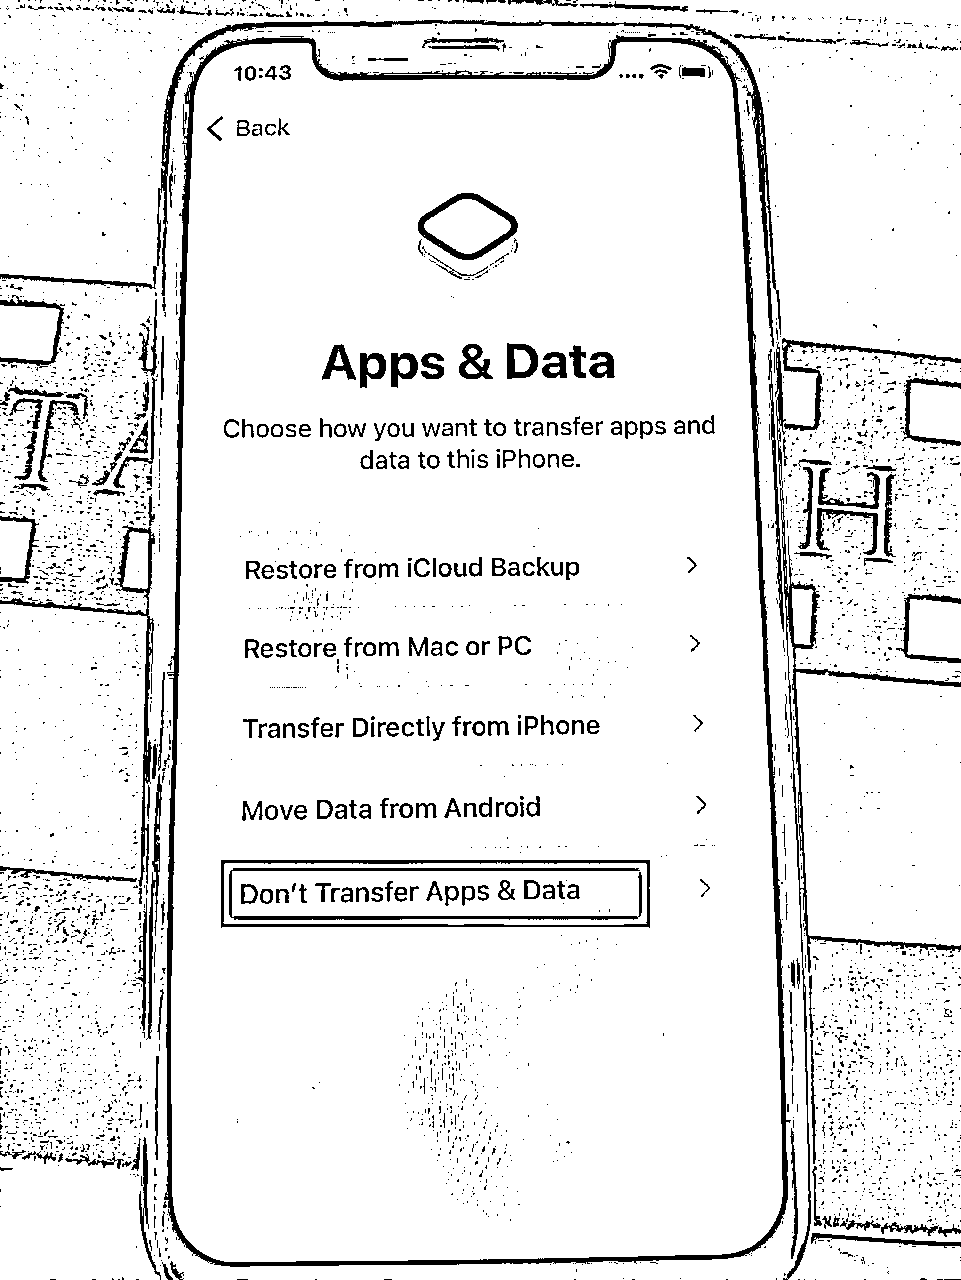 10:43
Back
Apps & Data
Choose how you want to transfer apps and
data to this iPhone.
Restore from iCloud Backup
Restore from Mac or PC
Transfer Directly from iPhone
Move Data from Android
Don't Transfer Apps & Data
T A
H